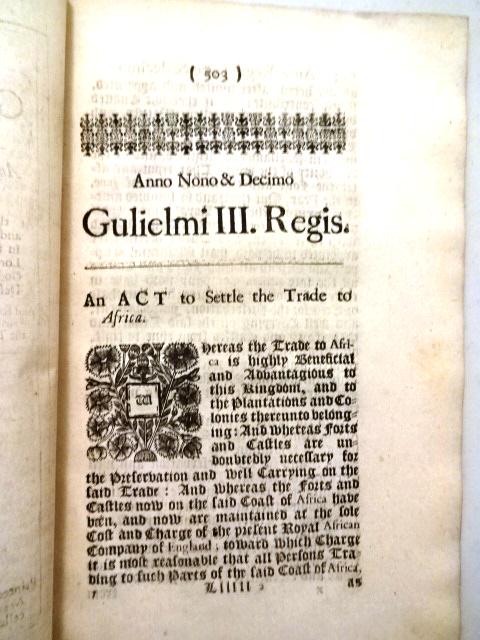 ( 503 )
Anno Nono & Decimo
Gulielmi III. Regis.
An ACT to Settle the Trade to
Africa.
Whereas the Trade to Afri-
ca is highly Beneficial
and Advantagious to
this Kingdom, and to
the Plantations and Co-
lonies thereunto belong-
ing: And whereas Forts
and Castles are un-
doubtedly necessary for
the Preservation and well Carrying on the
said Trade: And whereas the Forts and
Castles now on the said Coast of Africa have
been, and now are maintained at the sole
Cost and Charge of the present Royal African
Company of England; toward which Charge
it is most reasonable that all Persons Tra-
ding to such Parts of the said Coast of Africa,
Lllll 2 as